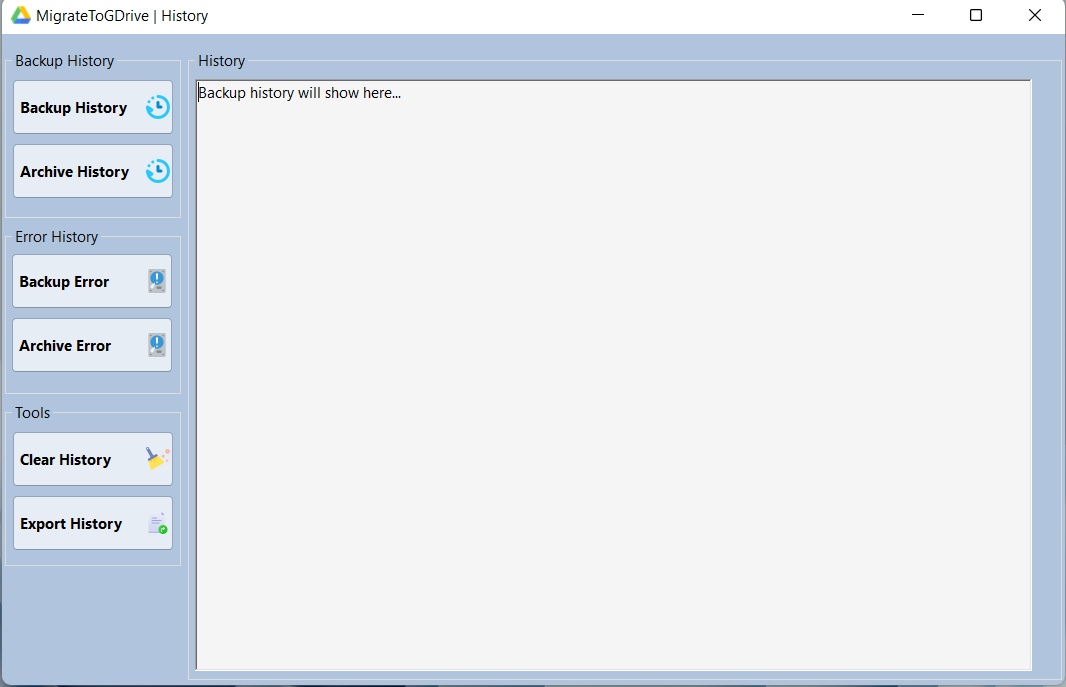 MigrateToGDrive | History
Backup History
Backup History
Archive History
Error History
Backup Error
Archive Error
Tools
Clear History
Export History
History
Backup history will show here...